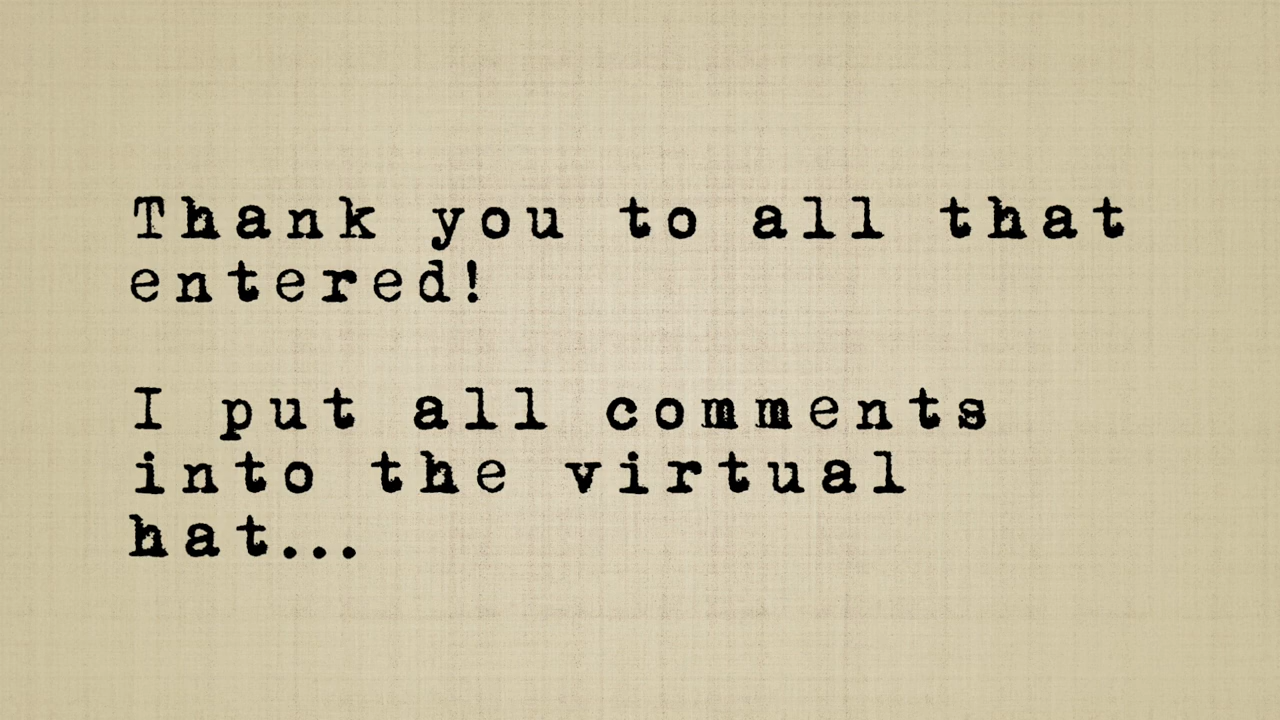 Thank you to all that
entered!
I put all comments
into the virtual
hat...